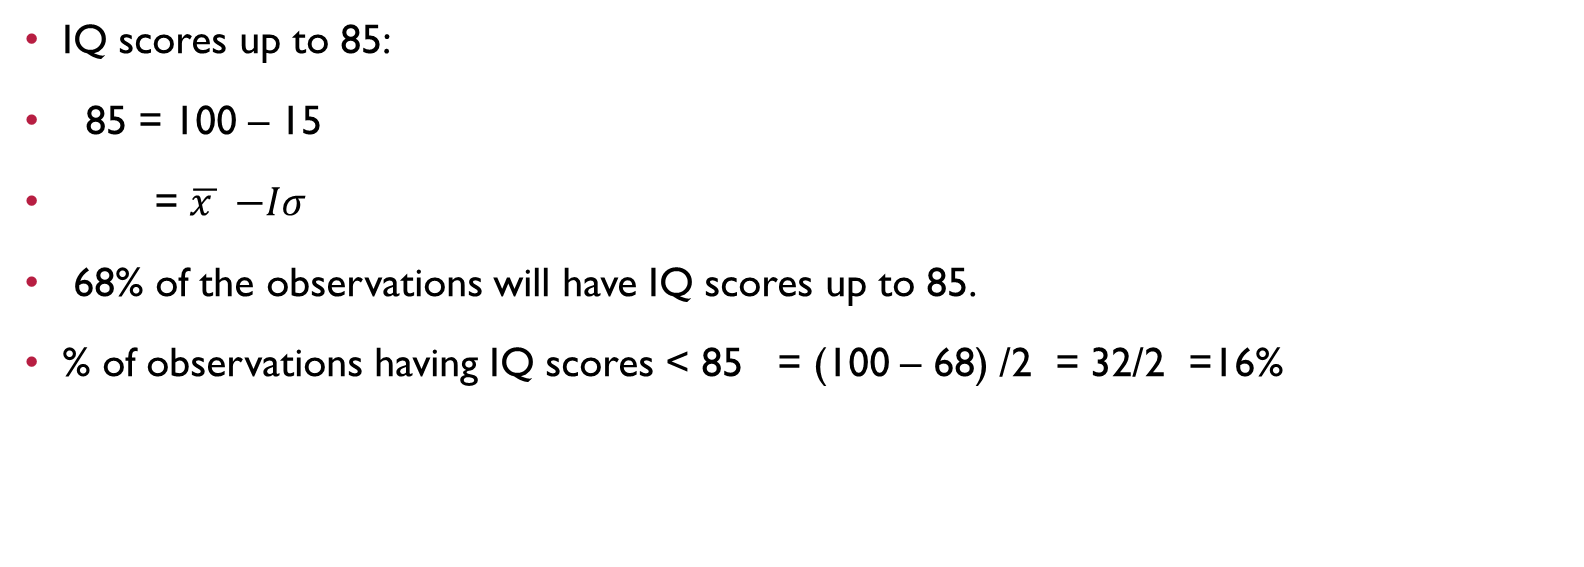 • IQ scores up to 85:
• 85 = 100 – 15
• = x̅ −Iσ
• 68% of the observations will have IQ scores up to 85.
• % of observations having IQ scores < 85 = (100 – 68) /2 = 32/2 =16%